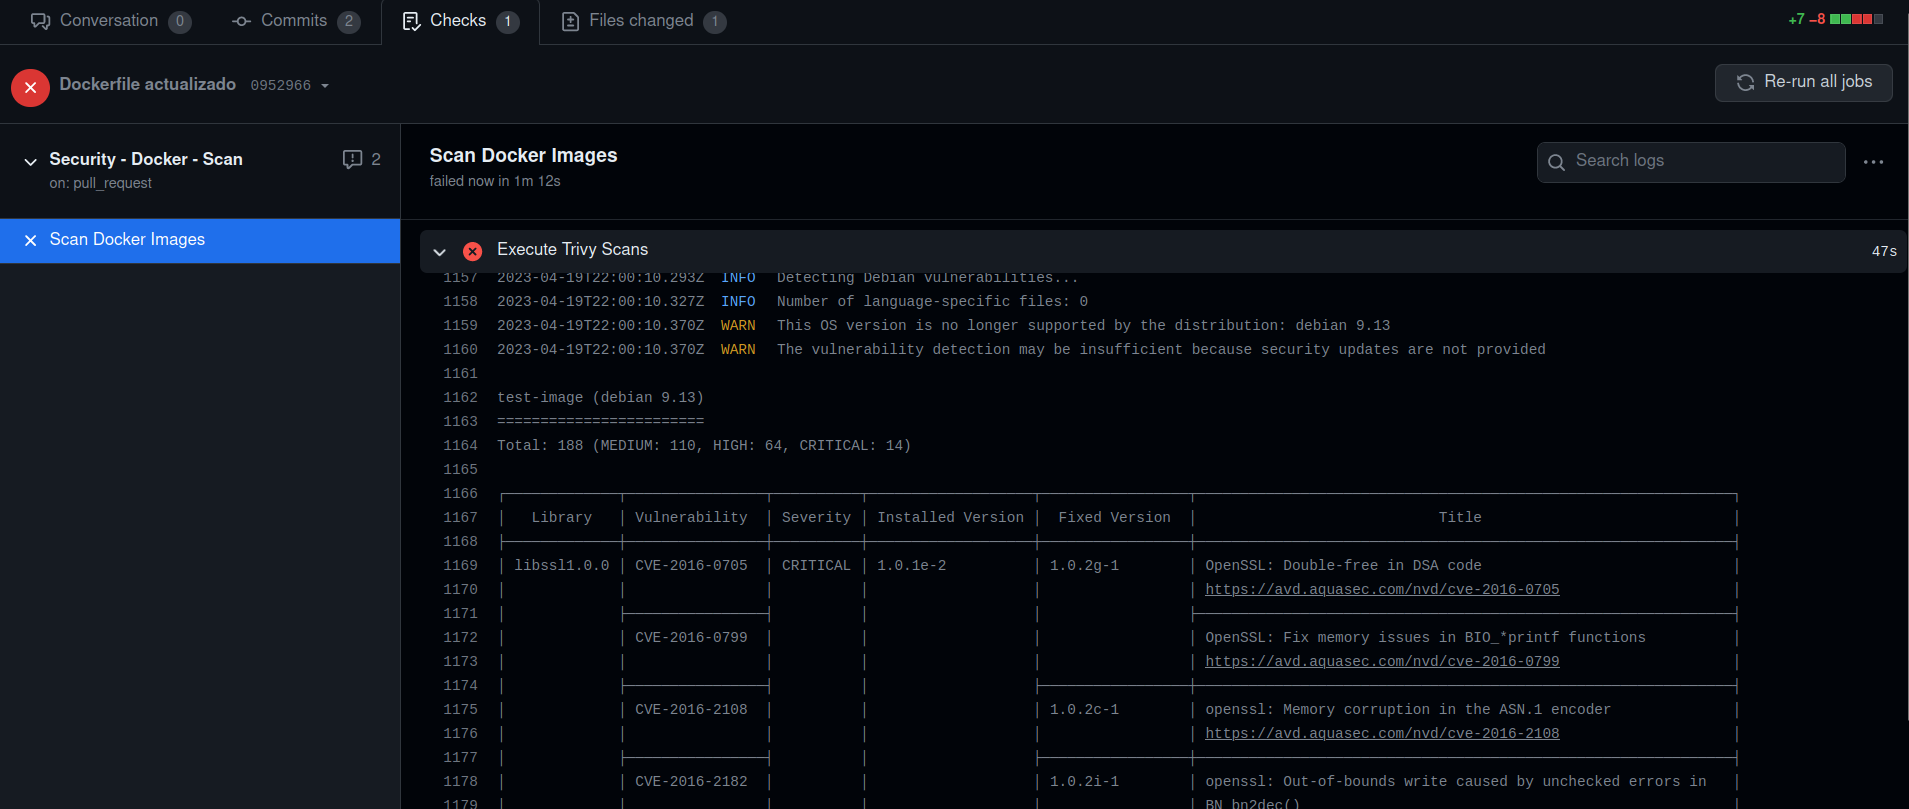 Conversation 0 Commits 2 Checks 1 Files changed 1 +7 −8
Dockerfile actualizado 0952966 Re-run all jobs
Security - Docker - Scan 2
on: pull_request
Scan Docker Images
Scan Docker Images
failed now in 1m 12s
Search logs
Execute Trivy Scans 47s
1157 2023-04-19T22:00:10.293Z INFO Detecting Debian vulnerabilities...
1158 2023-04-19T22:00:10.327Z INFO Number of language-specific files: 0
1159 2023-04-19T22:00:10.370Z WARN This OS version is no longer supported by the distribution: debian 9.13
1160 2023-04-19T22:00:10.370Z WARN The vulnerability detection may be insufficient because security updates are not provided
1161
1162 test-image (debian 9.13)
1163 ========================
1164 Total: 188 (MEDIUM: 110, HIGH: 64, CRITICAL: 14)
1165
1166
1167 Library Vulnerability Severity Installed Version Fixed Version Title
1168
1169 libssl1.0.0 CVE-2016-0705 CRITICAL 1.0.1e-2 1.0.2g-1 OpenSSL: Double-free in DSA code
1170 https://avd.aquasec.com/nvd/cve-2016-0705
1171
1172 CVE-2016-0799 OpenSSL: Fix memory issues in BIO_*printf functions
1173 https://avd.aquasec.com/nvd/cve-2016-0799
1174
1175 CVE-2016-2108 1.0.2c-1 openssl: Memory corruption in the ASN.1 encoder
1176 https://avd.aquasec.com/nvd/cve-2016-2108
1177
1178 CVE-2016-2182 1.0.2i-1 openssl: Out-of-bounds write caused by unchecked errors in
1179 BN_bn2dec()